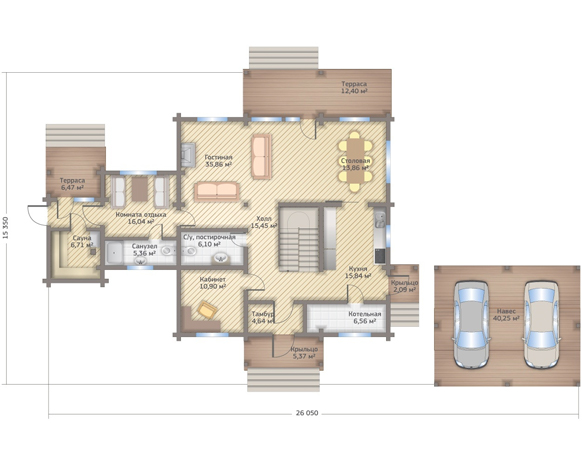 Терраса
12,40 м²
Гостиная
35,86 м²
Столовая
13,86 м²
Терраса
6,47 м²
Комната отдыха
16,04 м²
Холл
15,45 м²
С/у, постирочная
6,10 м²
Сауна
6,71 м²
Санузел
5,36 м²
Кухня
15,84 м²
Кабинет
10,90 м²
Крыльцо
2,09 м²
Тамбур
4,64 м²
Котельная
6,56 м²
Навес
40,25 м²
Крыльцо
5,37 м²
15 350
26 050